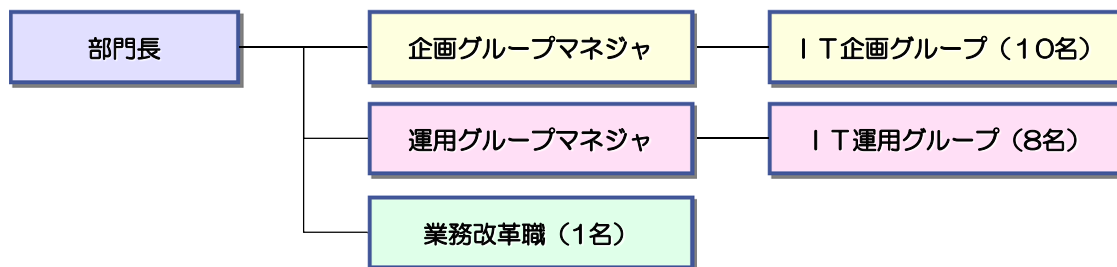 部門長
企画グループマネジャ
ＩＴ企画グループ（１０名）
運用グループマネジャ
ＩＴ運用グループ（８名）
業務改革職（１名）